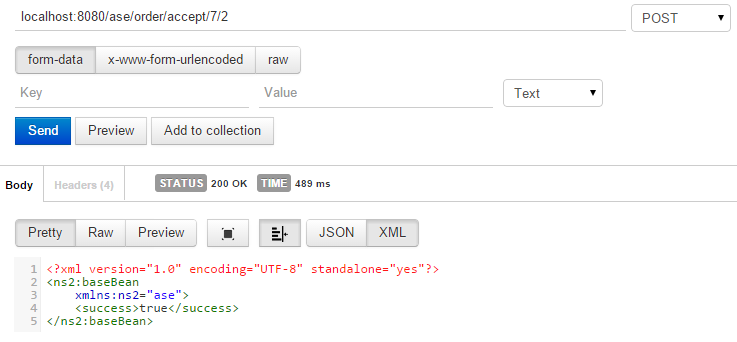 localhost:8080/ase/order/accept/7/2 POST
form-data x-www-form-urlencoded raw
Key Value Text
Send Preview Add to collection
Body Headers (4) STATUS 200 OK TIME 489 ms
Pretty Raw Preview JSON XML
1 <?xml version="1.0" encoding="UTF-8" standalone="yes"?>
2 <ns2:baseBean
3 xmlns:ns2="ase">
4 <success>true</success>
5 </ns2:baseBean>